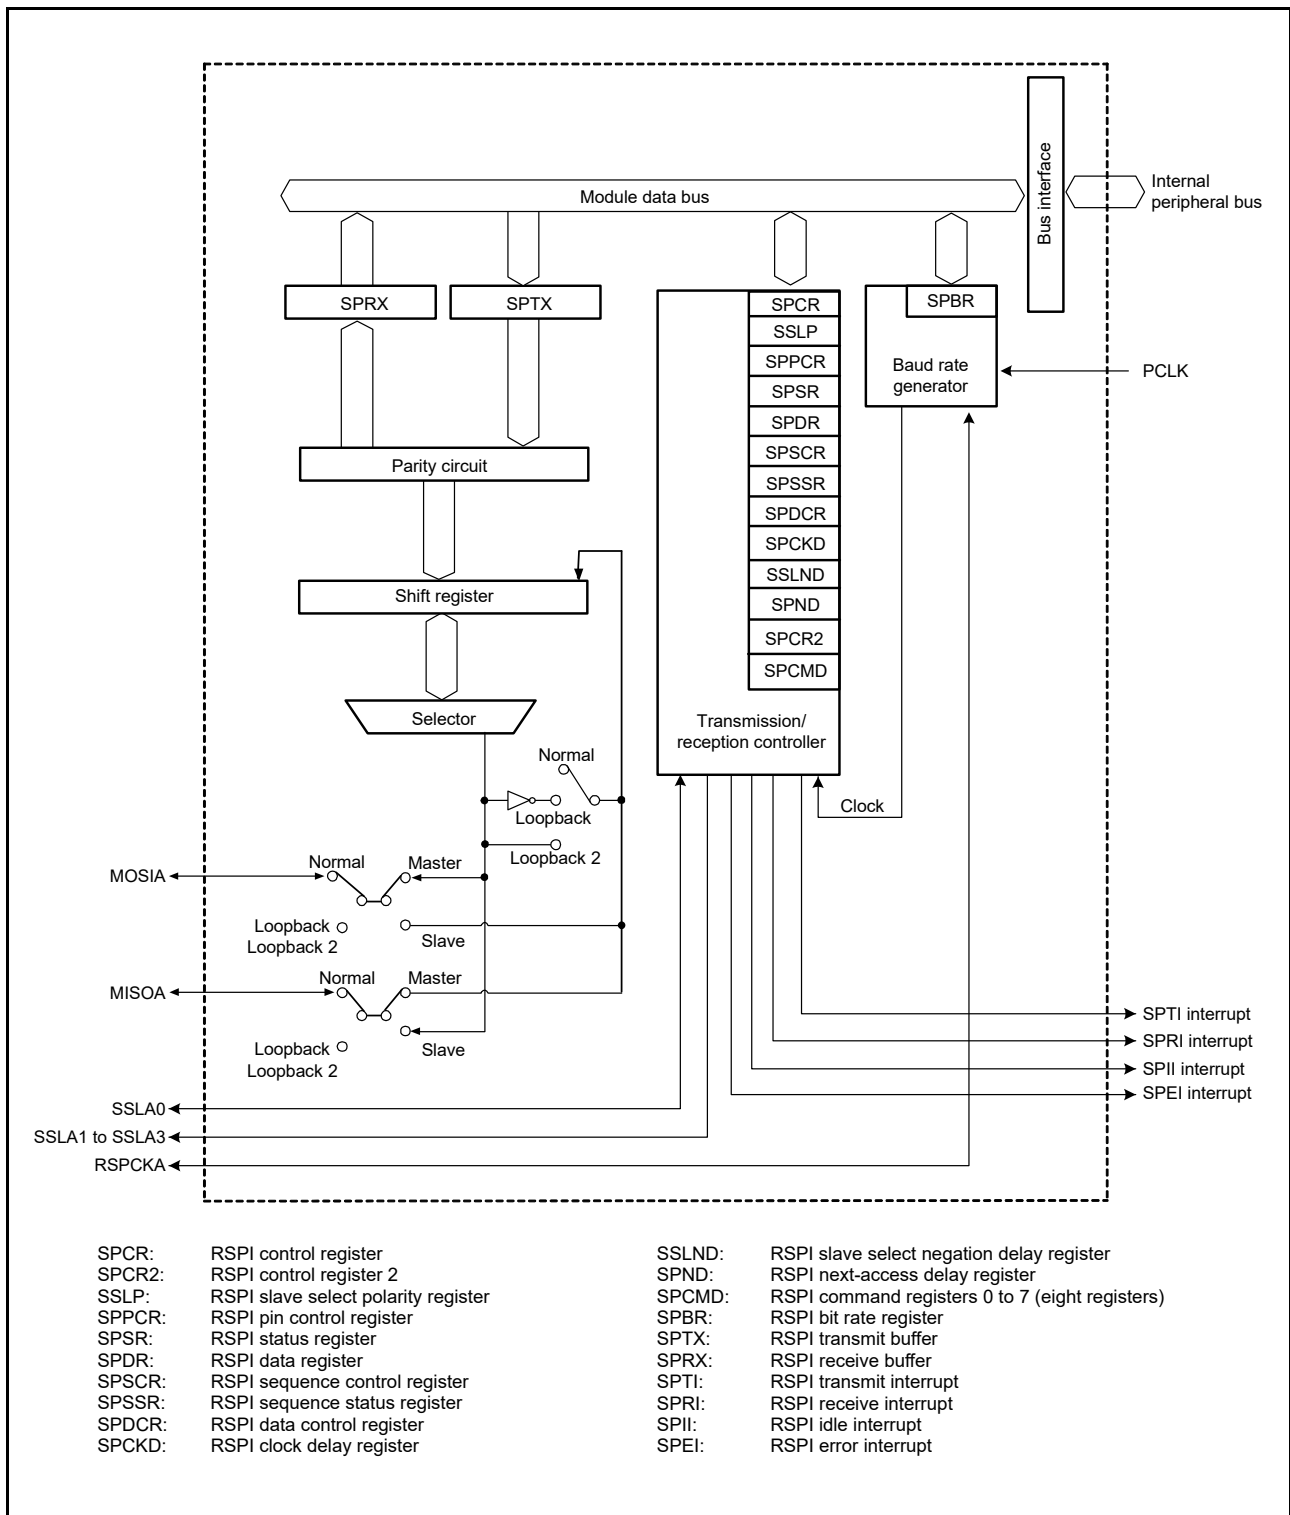 Module data bus
Bus interface
Internal
peripheral bus
SPRX
SPTX
SPCR
SSLP
SPPCR
SPSR
SPDR
SPSCR
SPSSR
SPDCR
SPCKD
SSLND
SPND
SPCR2
SPCMD
Transmission/
reception controller
SPBR
Baud rate
generator
PCLK
Parity circuit
Shift register
Selector
Normal
Loopback
Loopback 2
Clock
MOSIA
Normal
Master
Loopback
Loopback 2
Slave
MISOA
Normal
Master
Loopback
Loopback 2
Slave
SPTI interrupt
SPRI interrupt
SPII interrupt
SPEI interrupt
SSLA0
SSLA1 to SSLA3
RSPCKA
SPCR: RSPI control register
SPCR2: RSPI control register 2
SSLP: RSPI slave select polarity register
SPPCR: RSPI pin control register
SPSR: RSPI status register
SPDR: RSPI data register
SPSCR: RSPI sequence control register
SPSSR: RSPI sequence status register
SPDCR: RSPI data control register
SPCKD: RSPI clock delay register
SSLND: RSPI slave select negation delay register
SPND: RSPI next-access delay register
SPCMD: RSPI command registers 0 to 7 (eight registers)
SPBR: RSPI bit rate register
SPTX: RSPI transmit buffer
SPRX: RSPI receive buffer
SPTI: RSPI transmit interrupt
SPRI: RSPI receive interrupt
SPII: RSPI idle interrupt
SPEI: RSPI error interrupt